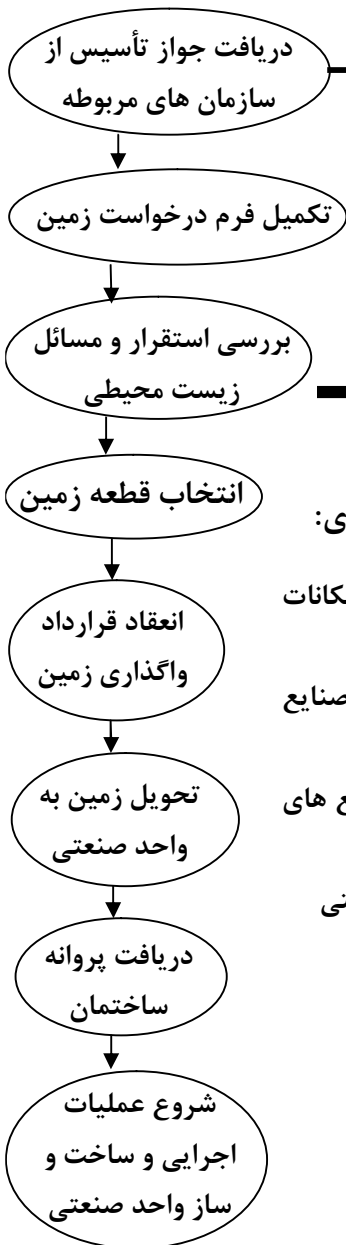 دریافت جواز تأسیس از
سازمان های مربوطه
تکمیل فرم درخواست زمین
بررسی استقرار و مسائل
زیست محیطی
انتخاب قطعه زمین
انعقاد قرارداد
واگذاری زمین
تحویل زمین به
واحد صنعتی
دریافت پروانه
ساختمان
شروع عملیات
اجرایی و ساخت و
ساز واحد صنعتی
صنایع
ع های